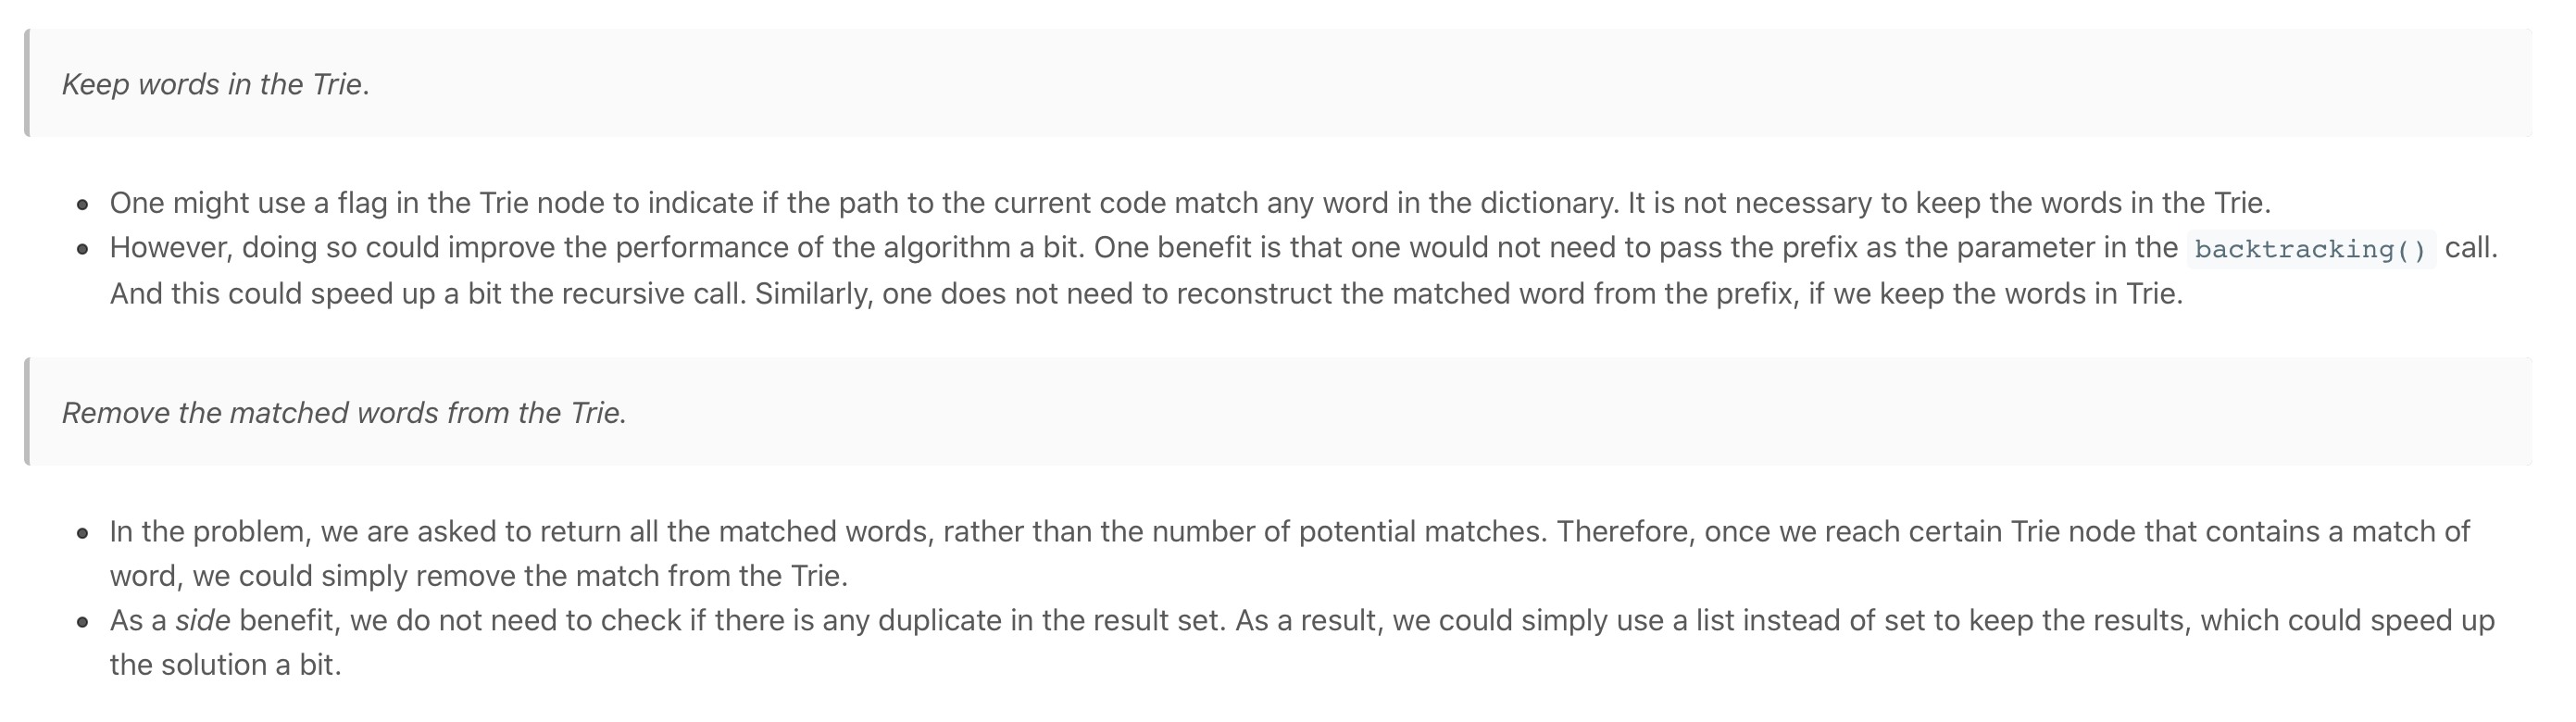 Keep words in the Trie.
• One might use a flag in the Trie node to indicate if the path to the current code match any word in the dictionary. It is not necessary to keep the words in the Trie.
• However, doing so could improve the performance of the algorithm a bit. One benefit is that one would not need to pass the prefix as the parameter in the backtracking() call.
And this could speed up a bit the recursive call. Similarly, one does not need to reconstruct the matched word from the prefix, if we keep the words in Trie.
Remove the matched words from the Trie.
• In the problem, we are asked to return all the matched words, rather than the number of potential matches. Therefore, once we reach certain Trie node that contains a match of
word, we could simply remove the match from the Trie.
• As a side benefit, we do not need to check if there is any duplicate in the result set. As a result, we could simply use a list instead of set to keep the results, which could speed up
the solution a bit.